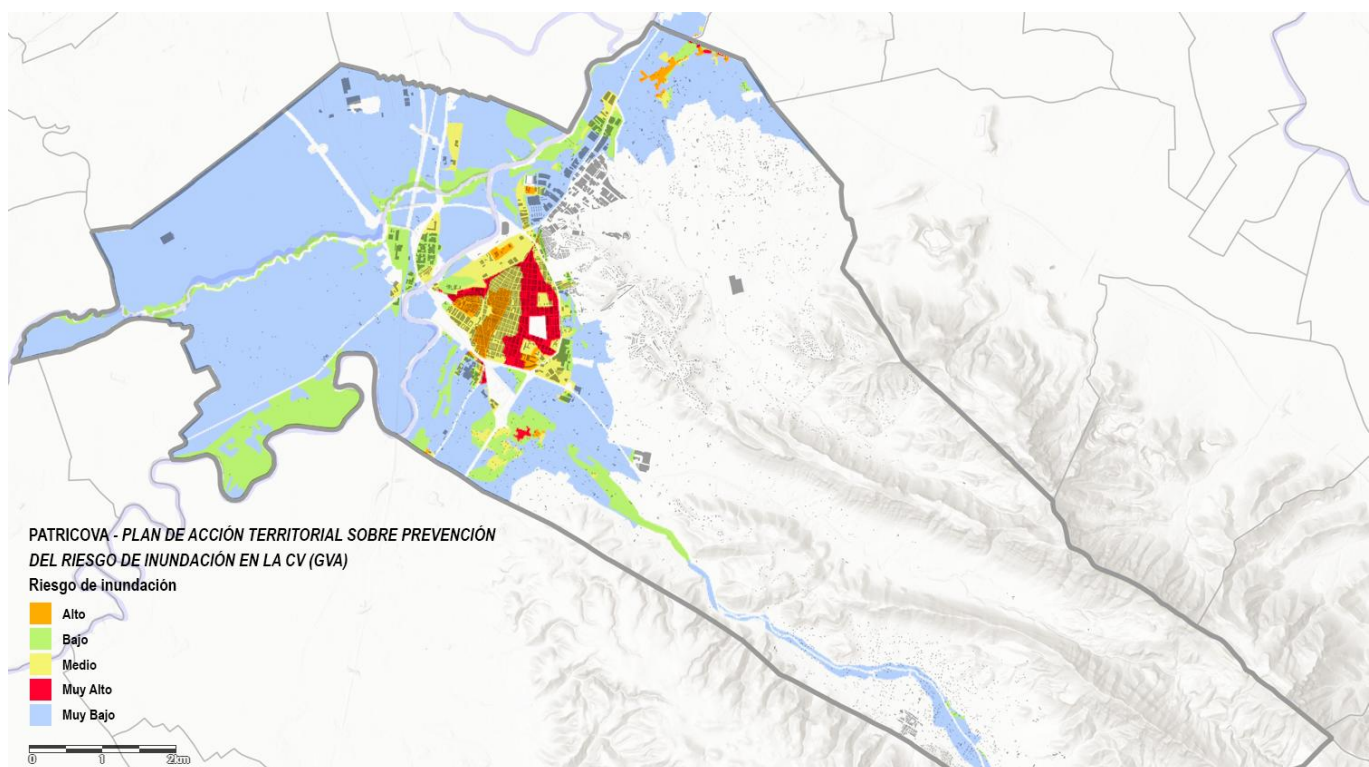 PATRICOVA - PLAN DE ACCIÓN TERRITORIAL SOBRE PREVENCIÓN
DEL RIESGO DE INUNDACIÓN EN LA CV (GVA)
Riesgo de inundación
Alto
Bajo
Medio
Muy Alto
Muy Bajo
0 1 2km